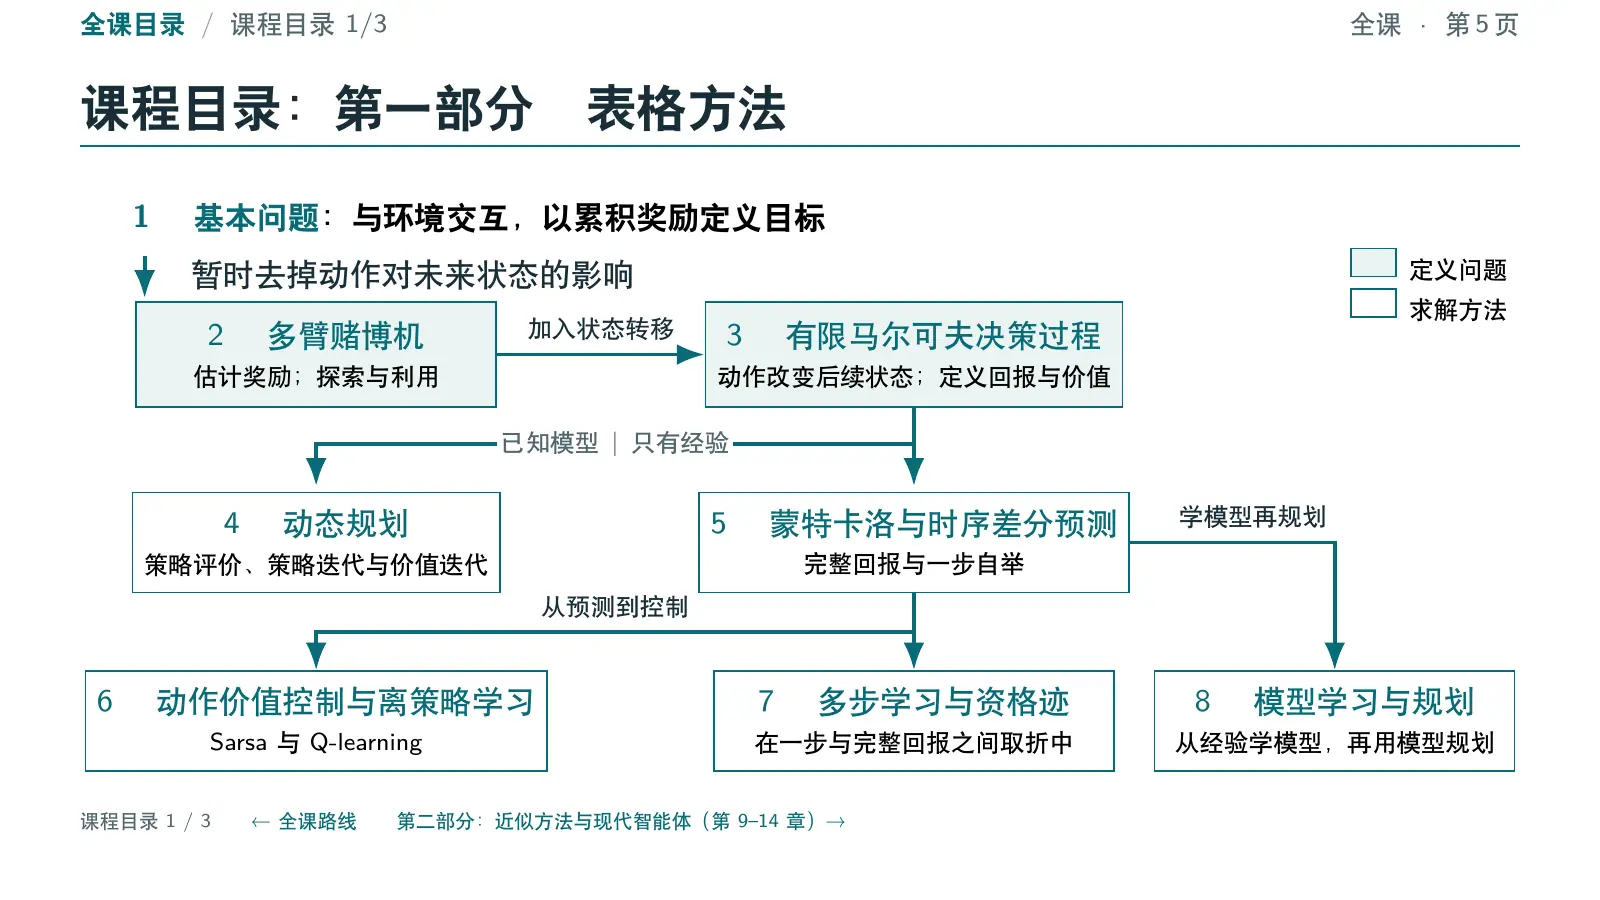 全课目录 / 课程目录 1/3
全课 · 第 5 页
课程目录：第一部分 表格方法
1 基本问题：与环境交互，以累积奖励定义目标
暂时去掉动作对未来状态的影响
定义问题
求解方法
2 多臂赌博机
估计奖励；探索与利用
加入状态转移
3 有限马尔可夫决策过程
动作改变后续状态；定义回报与价值
已知模型 | 只有经验
4 动态规划
策略评价、策略迭代与价值迭代
5 蒙特卡洛与时序差分预测
完整回报与一步自举
学模型再规划
从预测到控制
6 动作价值控制与离策略学习
Sarsa 与 Q-learning
7 多步学习与资格迹
在一步与完整回报之间取折中
8 模型学习与规划
从经验学模型，再用模型规划
课程目录 1 / 3 ← 全课路线 第二部分：近似方法与现代智能体（第 9–14 章）→